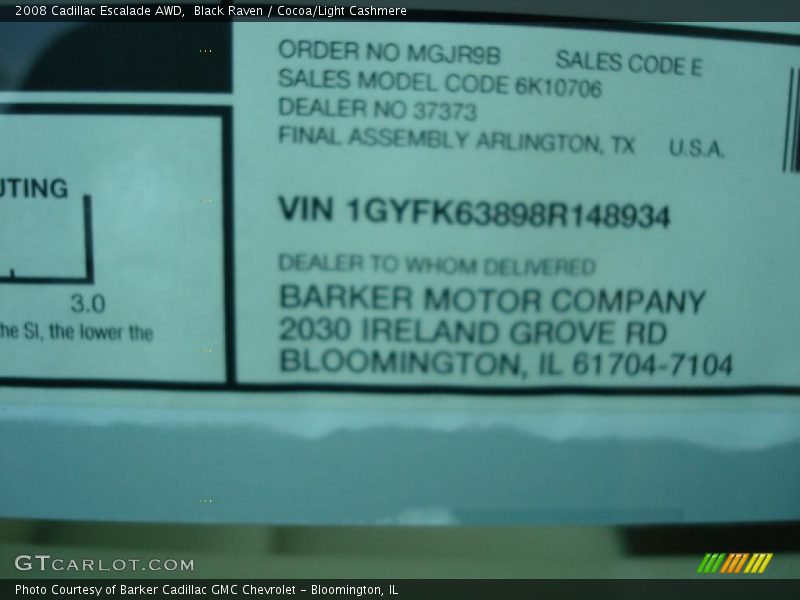 2008 Cadillac Escalade AWD, Black Raven / Cocoa/Light Cashmere
ORDER NO MGJR9B SALES CODE E
SALES MODEL CODE 6K10706
DEALER NO 37373
FINAL ASSEMBLY ARLINGTON, TX U.S.A.
UTING
VIN 1GYFK63898R148934
DEALER TO WHOM DELIVERED
BARKER MOTOR COMPANY
2030 IRELAND GROVE RD
BLOOMINGTON, IL 61704-7104
3.0
the SI, the lower the
GTCARLOT.COM
Photo Courtesy of Barker Cadillac GMC Chevrolet - Bloomington, IL